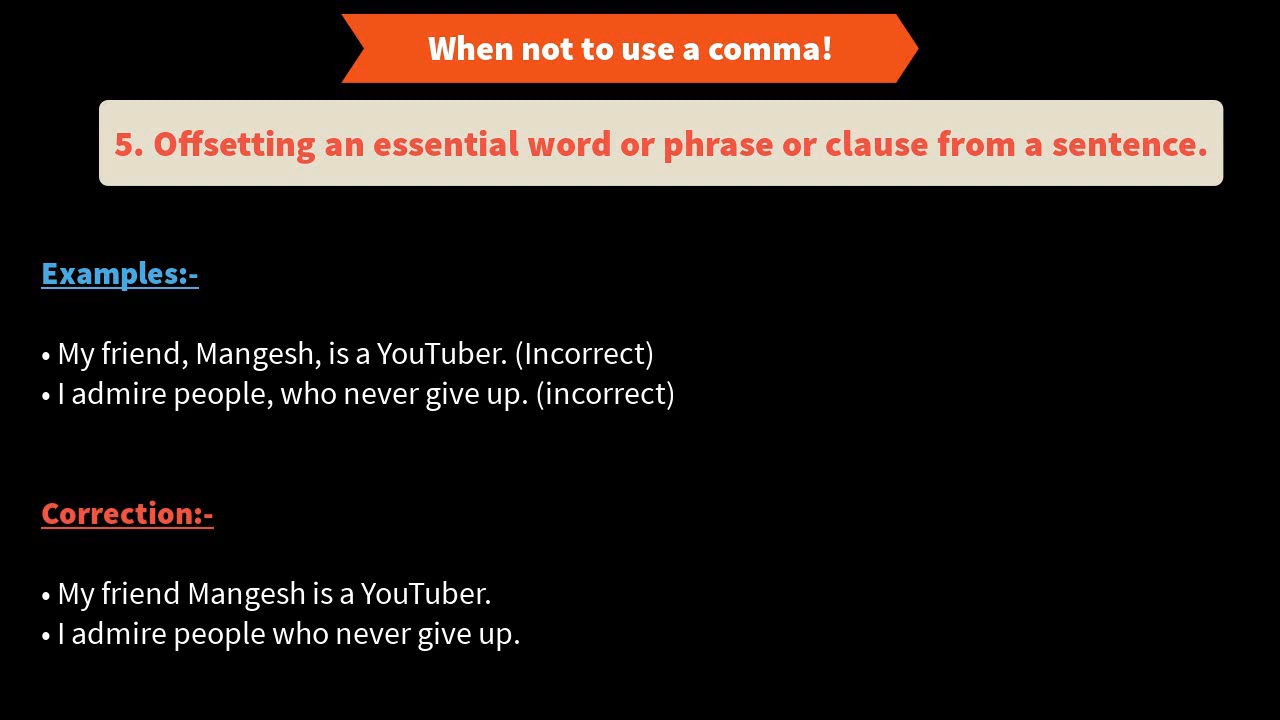 When not to use a comma!
5. Offsetting an essential word or phrase or clause from a sentence.
Examples:-
• My friend, Mangesh, is a YouTuber. (Incorrect)
• I admire people, who never give up. (incorrect)
Correction:-
• My friend Mangesh is a YouTuber.
• I admire people who never give up.